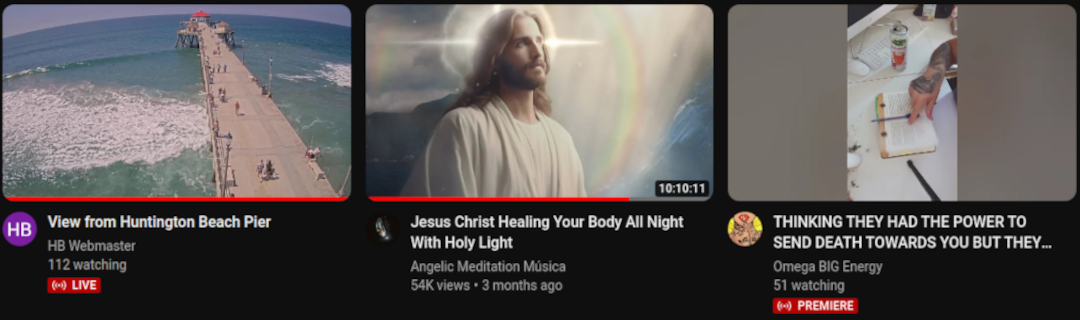 10:10:11
HB
View from Huntington Beach Pier
HB Webmaster
112 watching
LIVE
Jesus Christ Healing Your Body All Night
With Holy Light
Angelic Meditation Música
54K views • 3 months ago
THINKING THEY HAD THE POWER TO
SEND DEATH TOWARDS YOU BUT THEY...
Omega BIG Energy
51 watching
PREMIERE